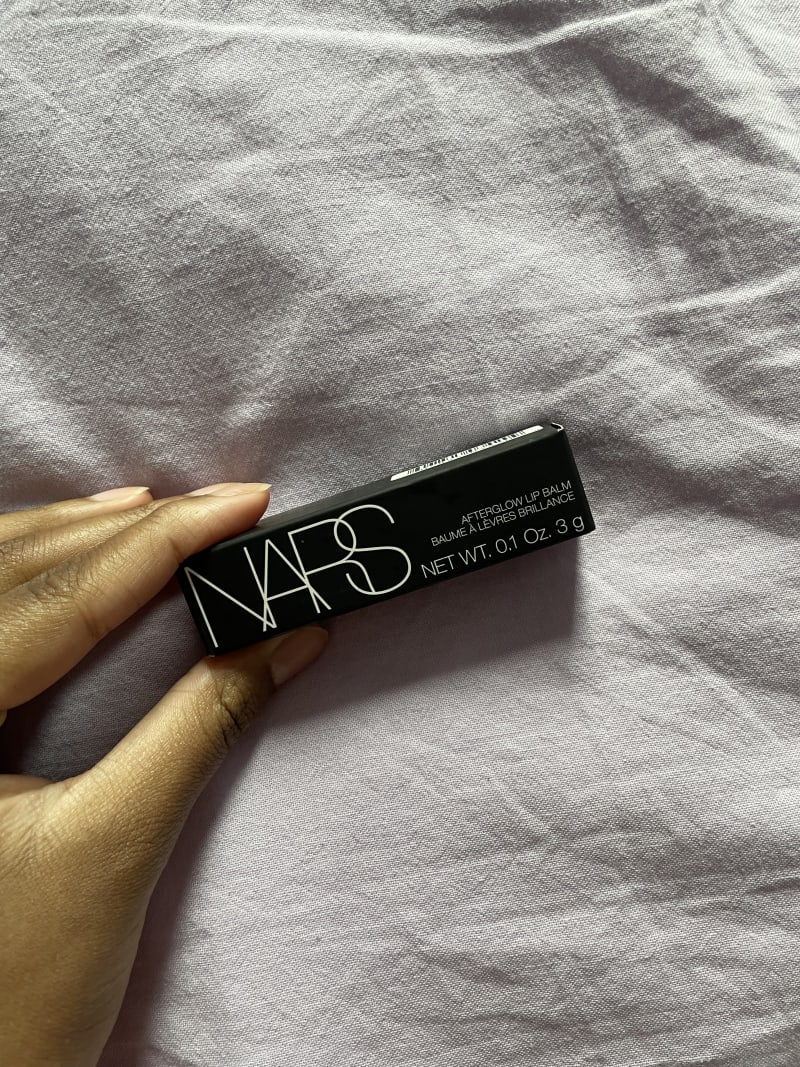 NARS
AFTERGLOW LIP BALM
BAUME À LÈVRES BRILLANCE
NET WT. 0.1 Oz. 3 g